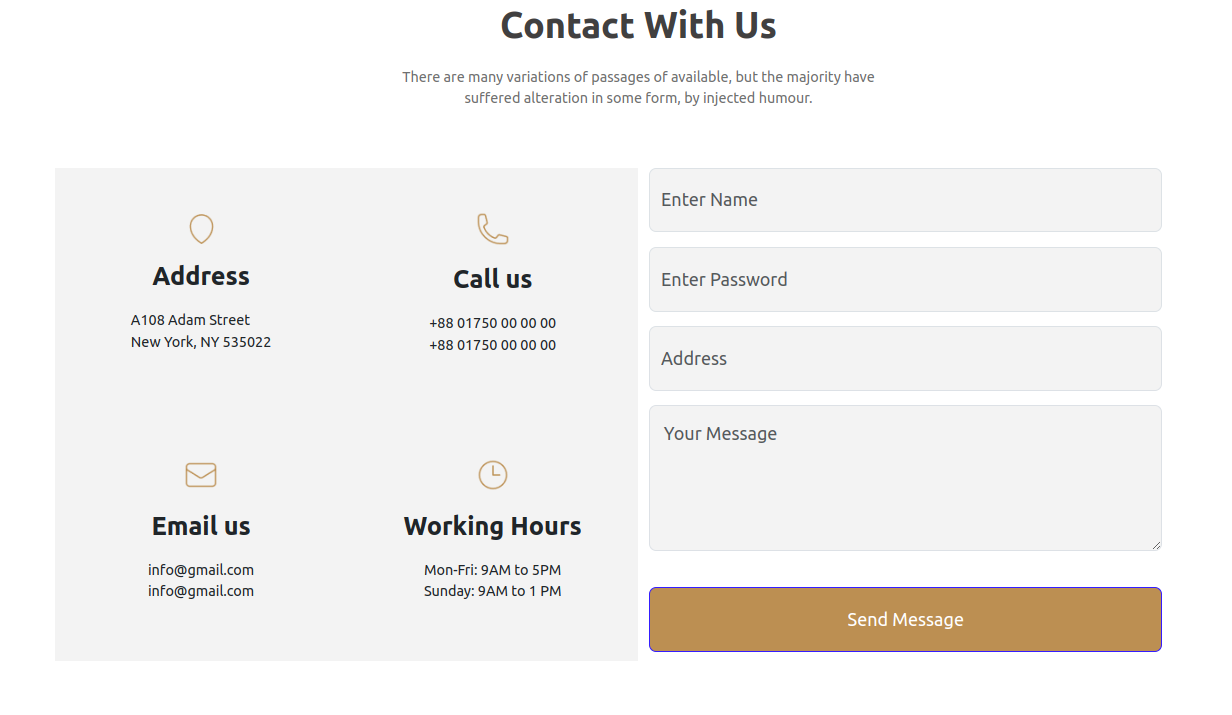 Contact With Us
There are many variations of passages of available, but the majority have
suffered alteration in some form, by injected humour.
Address
A108 Adam Street
New York, NY 535022
Call us
+88 01750 00 00 00
+88 01750 00 00 00
Email us
info@gmail.com
info@gmail.com
Working Hours
Mon-Fri: 9AM to 5PM
Sunday: 9AM to 1 PM
Enter Name
Enter Password
Address
Your Message
Send Message